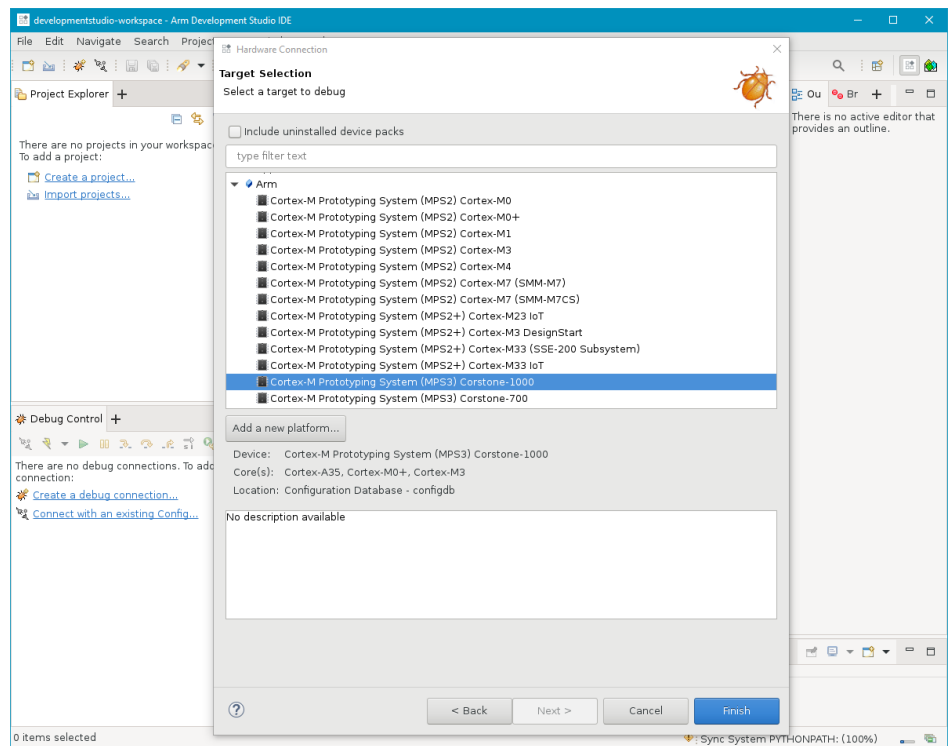 developmentstudio-workspace - Arm Development Studio IDE
File Edit Navigate Search Project
Hardware Connection
Target Selection
Select a target to debug
Project Explorer
There are no projects in your workspac
To add a project:
Create a project...
Import projects...
Include uninstalled device packs
type filter text
Arm
Cortex-M Prototyping System (MPS2) Cortex-M0
Cortex-M Prototyping System (MPS2) Cortex-M0+
Cortex-M Prototyping System (MPS2) Cortex-M1
Cortex-M Prototyping System (MPS2) Cortex-M3
Cortex-M Prototyping System (MPS2) Cortex-M4
Cortex-M Prototyping System (MPS2) Cortex-M7 (SMM-M7)
Cortex-M Prototyping System (MPS2) Cortex-M7 (SMM-M7CS)
Cortex-M Prototyping System (MPS2+) Cortex-M23 IoT
Cortex-M Prototyping System (MPS2+) Cortex-M3 DesignStart
Cortex-M Prototyping System (MPS2+) Cortex-M33 (SSE-200 Subsystem)
Cortex-M Prototyping System (MPS2+) Cortex-M33 IoT
Cortex-M Prototyping System (MPS3) Corstone-1000
Cortex-M Prototyping System (MPS3) Corstone-700
Add a new platform...
Device: Cortex-M Prototyping System (MPS3) Corstone-1000
Core(s): Cortex-A35, Cortex-M0+, Cortex-M3
Location: Configuration Database - configdb
No description available
< Back Next > Cancel Finish
Ou Br
There is no active editor that
provides an outline.
Debug Control
There are no debug connections. To add
connection:
Create a debug connection...
Connect with an existing Config...
0 items selected
Sync System PYTHONPATH: (100%)